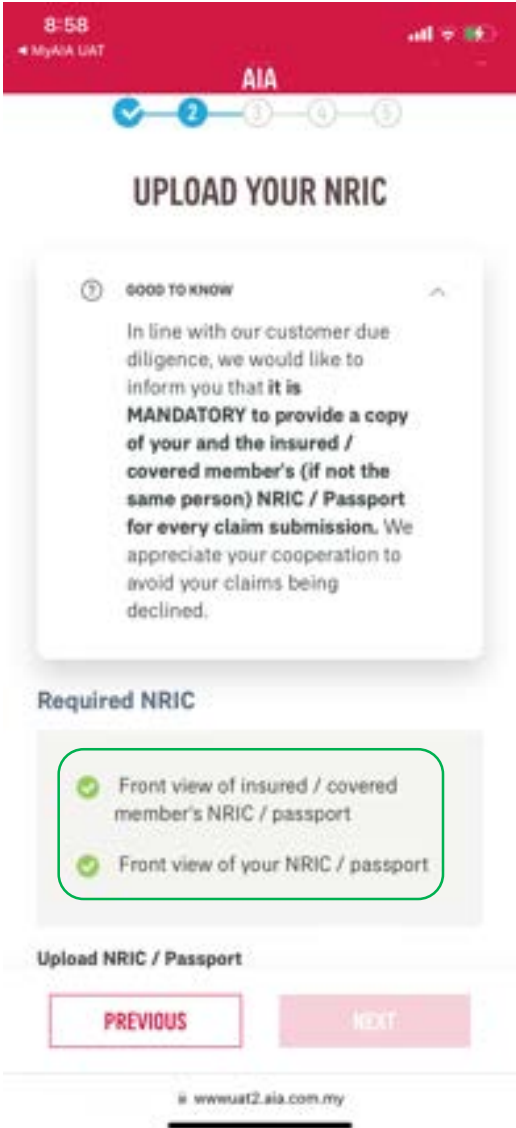 8:58
◀ MyAIA UAT
AIA
2 3 4 5
UPLOAD YOUR NRIC
GOOD TO KNOW
In line with our customer due
diligence, we would like to
inform you that it is
MANDATORY to provide a copy
of your and the insured /
covered member's (if not the
same person) NRIC / Passport
for every claim submission. We
appreciate your cooperation to
avoid your claims being
declined.
Required NRIC
Front view of insured / covered
member's NRIC / passport
Front view of your NRIC / passport
Upload NRIC / Passport
PREVIOUS NEXT
wwwuat2.aia.com.my